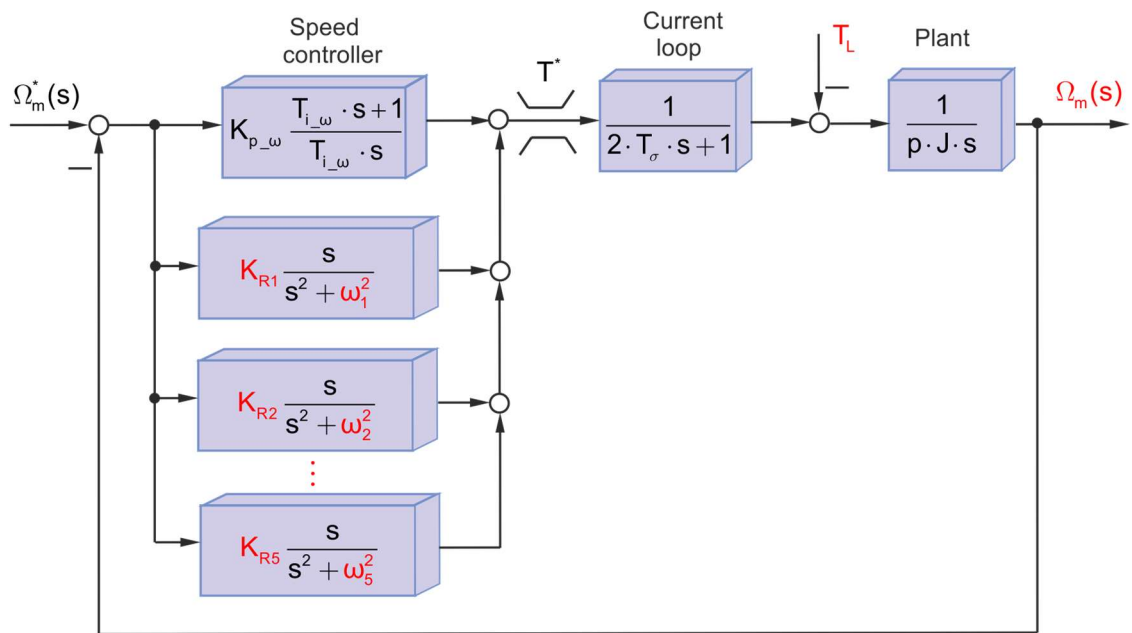 Speed
controller
Current
loop
Plant
Ω*m(s)
−
Kp_ω (Ti_ω · s + 1) / (Ti_ω · s)
T*
1 / (2 · Tσ · s + 1)
TL
−
1 / (p · J · s)
Ωm(s)
KR1 s / (s² + ω₁²)
KR2 s / (s² + ω₂²)
⋮
KR5 s / (s² + ω₅²)